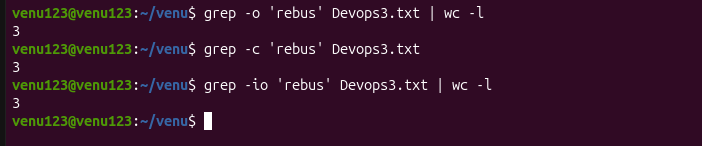 venu123@venu123:~/venu$ grep -o 'rebus' Devops3.txt | wc -l
3
venu123@venu123:~/venu$ grep -c 'rebus' Devops3.txt
3
venu123@venu123:~/venu$ grep -io 'rebus' Devops3.txt | wc -l
3
venu123@venu123:~/venu$